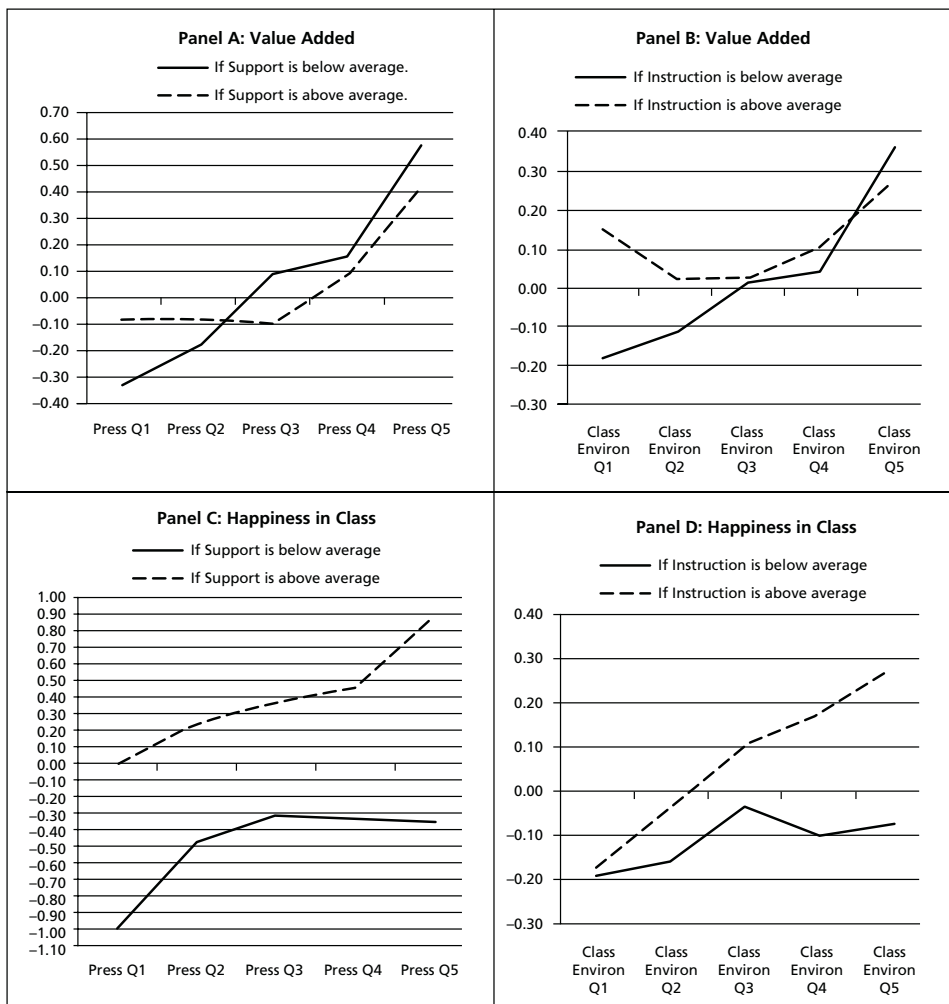 Panel A: Value Added
If Support is below average.
If Support is above average.
0.70
0.60
0.50
0.40
0.30
0.20
0.10
0.00
–0.10
–0.20
–0.30
–0.40
Press Q1 Press Q2 Press Q3 Press Q4 Press Q5
Panel B: Value Added
If Instruction is below average
If Instruction is above average
0.40
0.30
0.20
0.10
0.00
–0.10
–0.20
–0.30
Class Class Class Class Class
Environ Environ Environ Environ Environ
Q1 Q2 Q3 Q4 Q5
Panel C: Happiness in Class
If Support is below average
If Support is above average
1.00
0.90
0.80
0.70
0.60
0.50
0.40
0.30
0.20
0.10
0.00
–0.10
–0.20
–0.30
–0.40
–0.50
–0.60
–0.70
–0.80
–0.90
–1.00
–1.10
Press Q1 Press Q2 Press Q3 Press Q4 Press Q5
Panel D: Happiness in Class
If Instruction is below average
If Instruction is above average
0.40
0.30
0.20
0.10
0.00
–0.10
–0.20
–0.30
Class Class Class Class Class
Environ Environ Environ Environ Environ
Q1 Q2 Q3 Q4 Q5